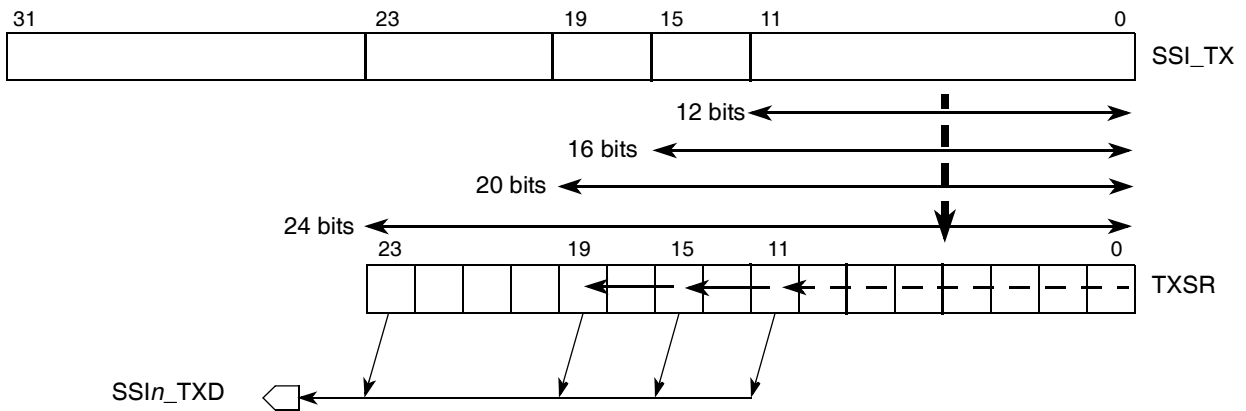 31 23 19 15 11 0
SSI_TX
12 bits
16 bits
20 bits
24 bits
23 19 15 11 0
TXSR
SSIn_TXD